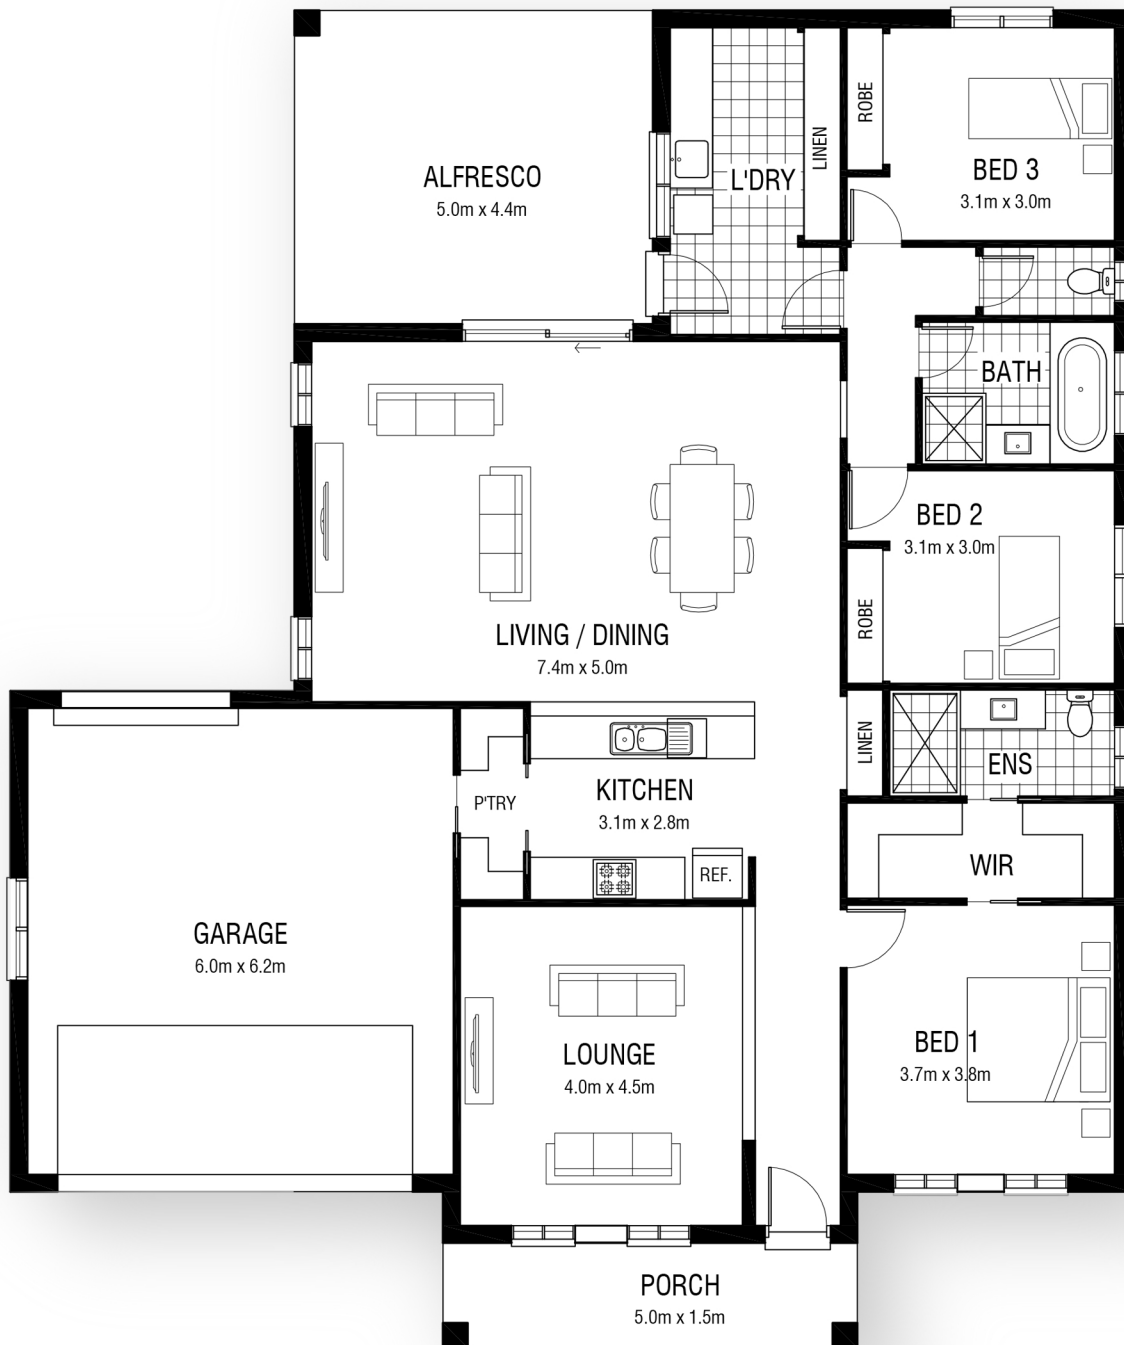 ROBE
LINEN
ALFRESCO
5.0m x 4.4m
L'DRY
BED 3
3.1m x 3.0m
BATH
BED 2
3.1m x 3.0m
ROBE
LIVING / DINING
7.4m x 5.0m
LINEN
ENS
KITCHEN
3.1m x 2.8m
P'TRY
REF.
WIR
GARAGE
6.0m x 6.2m
LOUNGE
4.0m x 4.5m
BED 1
3.7m x 3.8m
PORCH
5.0m x 1.5m